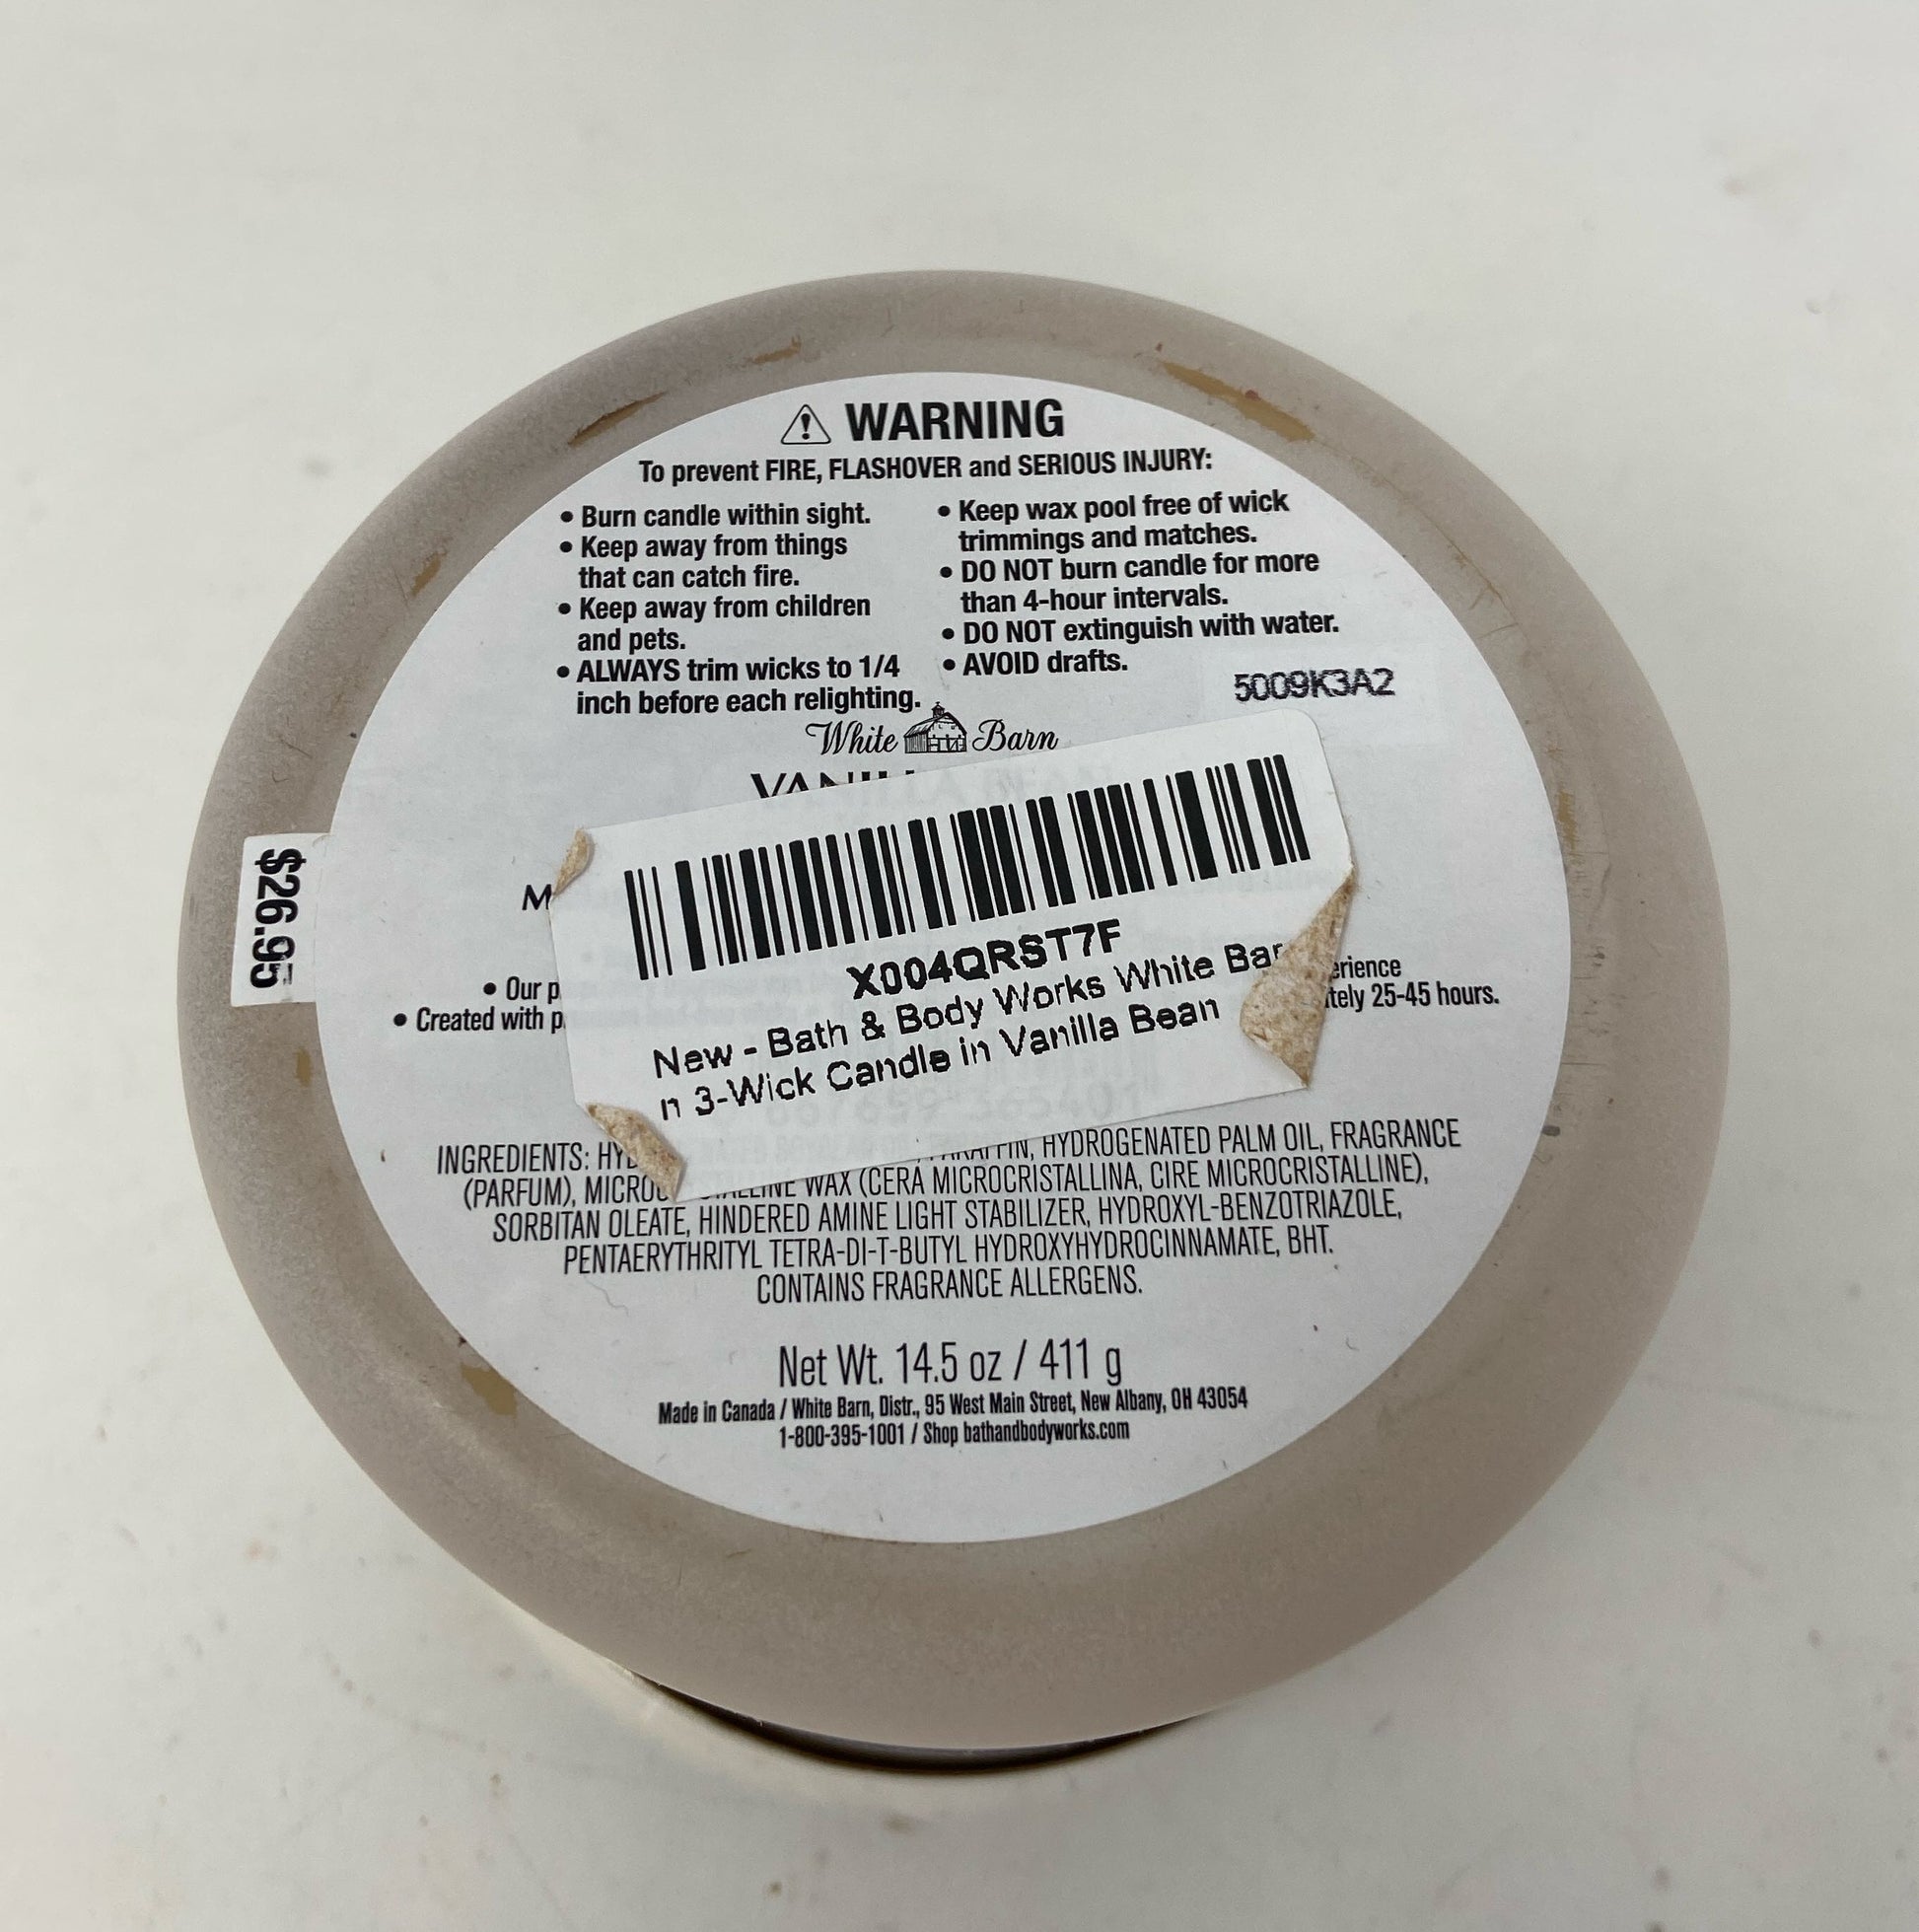 WARNING
To prevent FIRE, FLASHOVER and SERIOUS INJURY:
• Burn candle within sight.
• Keep away from things
that can catch fire.
• Keep away from children
and pets.
• ALWAYS trim wicks to 1/4
inch before each relighting.
• Keep wax pool free of wick
trimmings and matches.
• DO NOT burn candle for more
than 4-hour intervals.
• DO NOT extinguish with water.
• AVOID drafts.
5009K3A2
White Barn
$26.95
X004QRST7F
New - Bath & Body Works White Bar
n 3-Wick Candle in Vanilla Bean
• Our
• Created with
25-45 hours.
INGREDIENTS: HYDROGENATED PALM OIL, FRAGRANCE
(PARFUM), WAX (CERA MICROCRISTALLINA, CIRE MICROCRISTALLINE),
SORBITAN OLEATE, HINDERED AMINE LIGHT STABILIZER, HYDROXYL-BENZOTRIAZOLE,
PENTAERYTHRITYL TETRA-DI-T-BUTYL HYDROXYHYDROCINNAMATE, BHT.
CONTAINS FRAGRANCE ALLERGENS.
Net Wt. 14.5 oz / 411 g
Made in Canada / White Barn, Distr., 95 West Main Street, New Albany, OH 43054
1-800-395-1001 / Shop bathandbodyworks.com